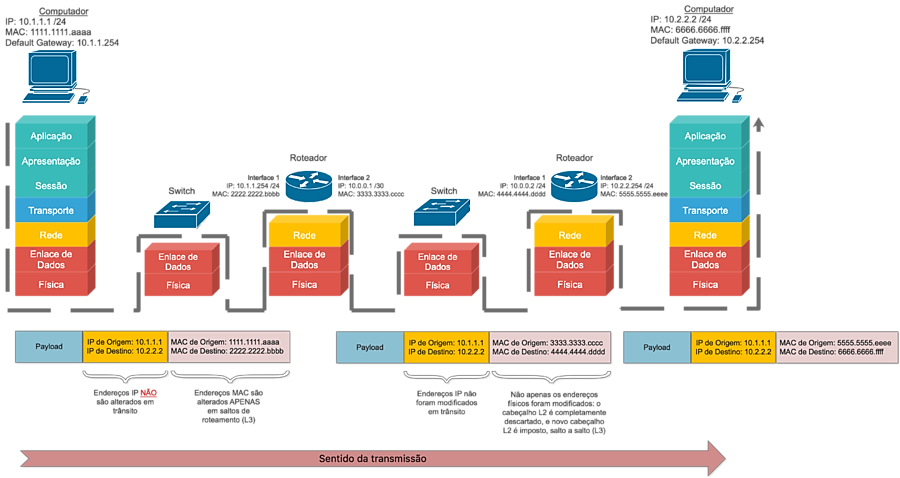 Computador
IP: 10.1.1.1 /24
MAC: 1111.1111.aaaa
Default Gateway: 10.1.1.254
Computador
IP: 10.2.2.2 /24
MAC: 6666.6666.ffff
Default Gateway: 10.2.2.254
Aplicação
Apresentação
Sessão
Transporte
Rede
Enlace de
Dados
Física
Switch
Enlace de
Dados
Física
Roteador
Interface 1
IP: 10.1.1.254 /24
MAC: 2222.2222.bbbb
Interface 2
IP: 10.0.0.1 /30
MAC: 3333.3333.cccc
Rede
Enlace de
Dados
Física
Switch
Enlace de
Dados
Física
Roteador
Interface 1
IP: 10.0.0.2 /24
MAC: 4444.4444.dddd
Interface 2
IP: 10.2.2.254 /24
MAC: 5555.5555.eeee
Rede
Enlace de
Dados
Física
Aplicação
Apresentação
Sessão
Transporte
Rede
Enlace de
Dados
Física
Payload
IP de Origem: 10.1.1.1
IP de Destino: 10.2.2.2
MAC de Origem: 1111.1111.aaaa
MAC de Destino: 2222.2222.bbbb
Payload
IP de Origem: 10.1.1.1
IP de Destino: 10.2.2.2
MAC de Origem: 3333.3333.cccc
MAC de Destino: 4444.4444.dddd
Payload
IP de Origem: 10.1.1.1
IP de Destino: 10.2.2.2
MAC de Origem: 5555.5555.eeee
MAC de Destino: 6666.6666.ffff
Endereços IP NÃO
são alterados em
trânsito
Endereços MAC são
alterados APENAS
em saltos de
roteamento (L3)
Endereços IP não
foram modificados
em trânsito
Não apenas os endereços
físicos foram modificados: o
cabeçalho L2 é completamente
descartado, e novo cabeçalho
L2 é imposto, salto a salto (L3)
Sentido da transmissão